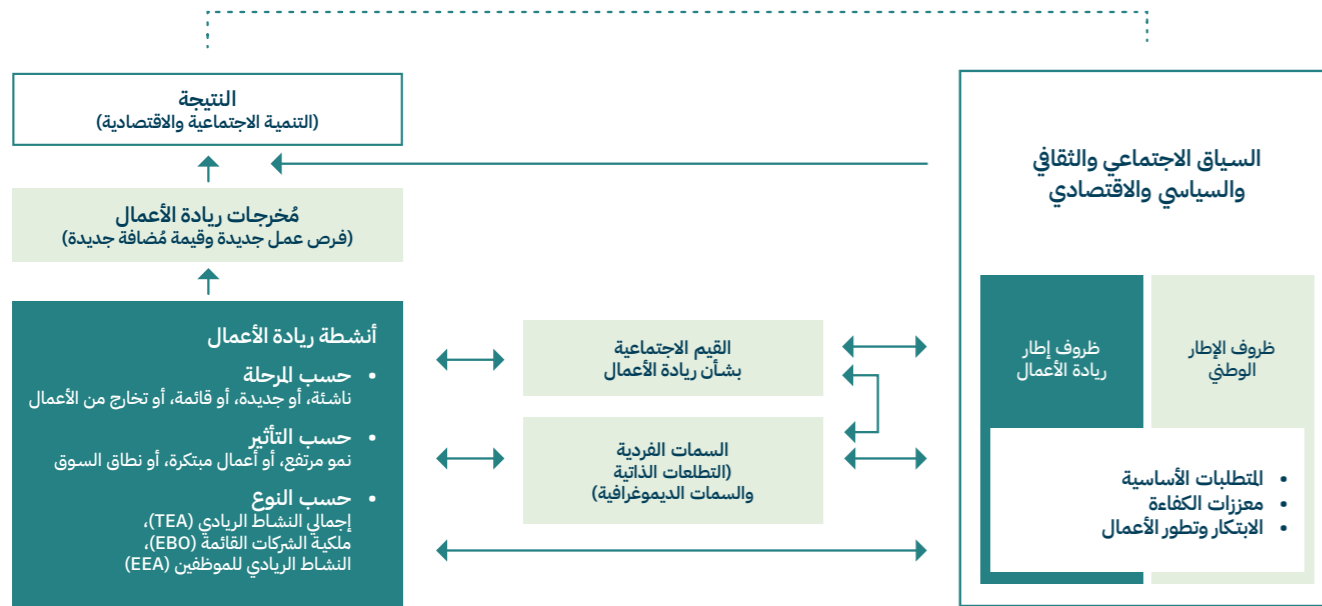 النتيجة
(التنمية الاجتماعية والاقتصادية)
مُخرجات ريادة الأعمال
(فرص عمل جديدة وقيمة مُضافة جديدة)
أنشطة ريادة الأعمال
• حسب المرحلة
ناشئة، أو جديدة، أو قائمة، أو تخارج من الأعمال
• حسب التأثير
نمو مرتفع، أو أعمال مبتكرة، أو نطاق السوق
• حسب النوع
إجمالي النشاط الريادي (TEA)،
ملكية الشركات القائمة (EBO)،
النشاط الريادي للموظفين (EEA)
القيم الاجتماعية
بشأن ريادة الأعمال
السمات الفردية
(التطلعات الذاتية
والسمات الديموغرافية)
السياق الاجتماعي والثقافي
والسياسي والاقتصادي
ظروف الإطار
الوطني
ظروف إطار
ريادة الأعمال
• المتطلبات الأساسية
• معززات الكفاءة
• الابتكار وتطور الأعمال